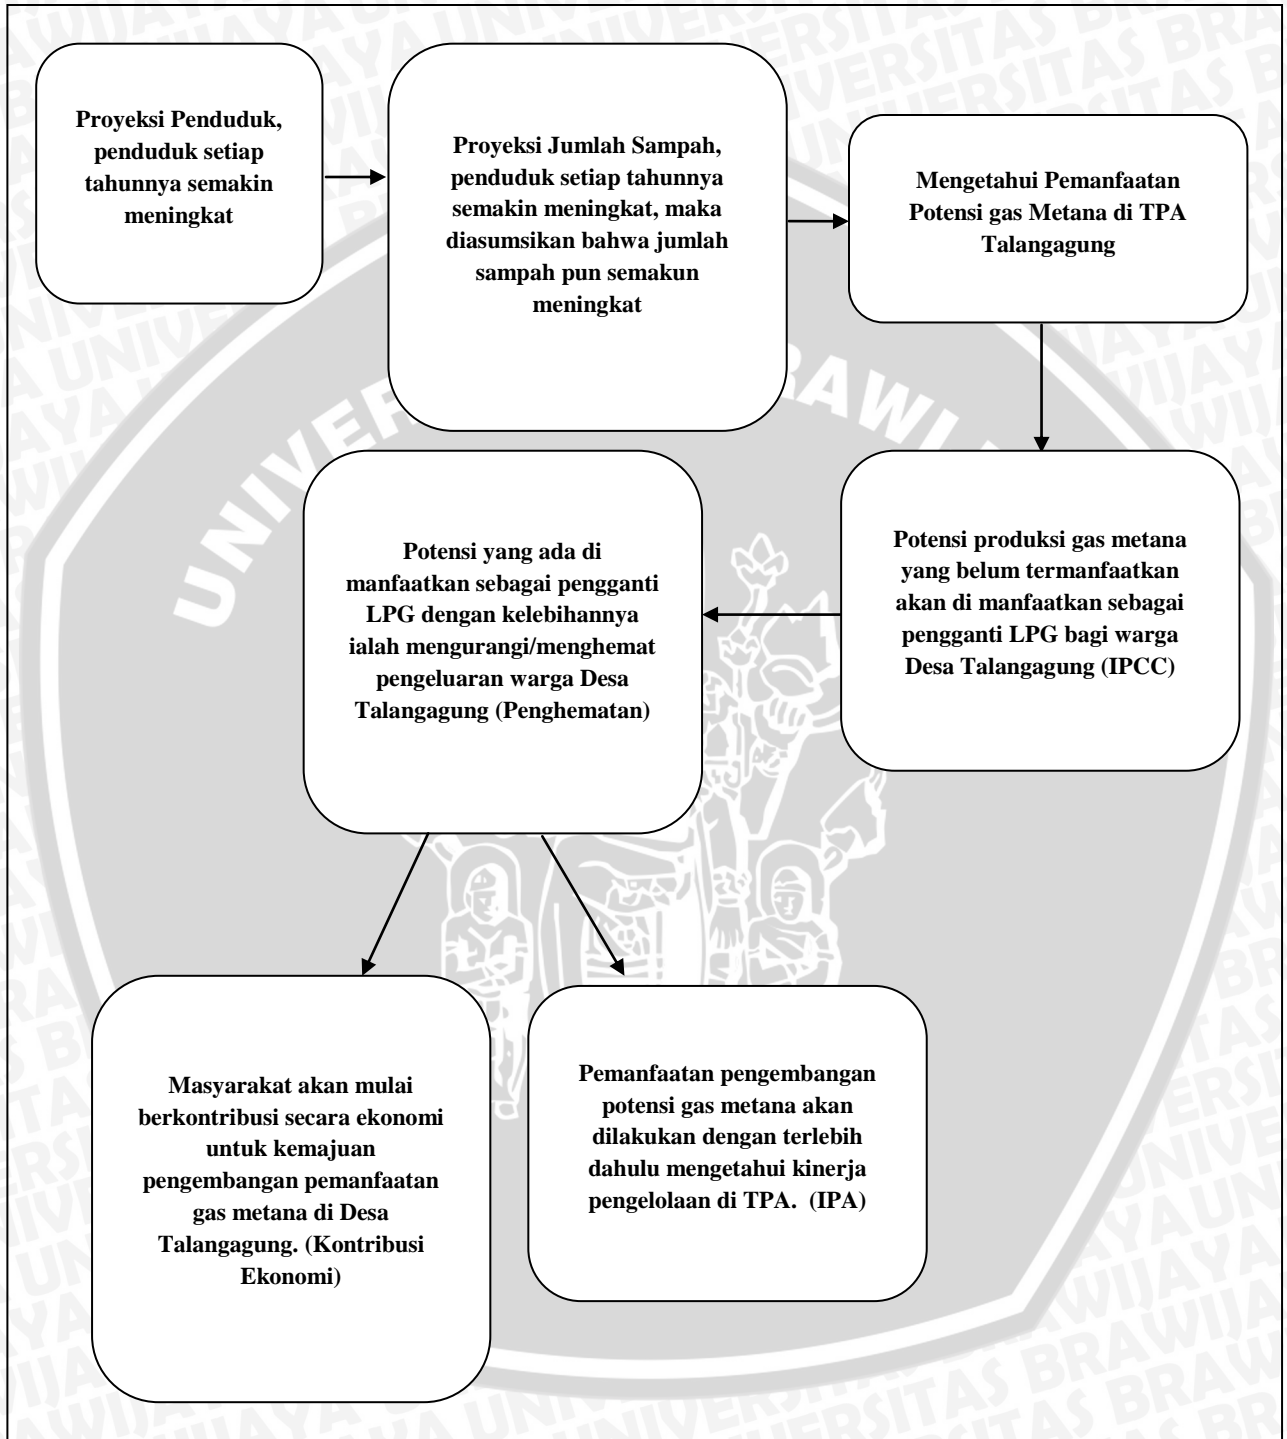 Proyeksi Penduduk,
penduduk setiap
tahunnya semakin
meningkat
Proyeksi Jumlah Sampah,
penduduk setiap tahunnya
semakin meningkat, maka
diasumsikan bahwa jumlah
sampah pun semakun
meningkat
Mengetahui Pemanfaatan
Potensi gas Metana di TPA
Talangagung
Potensi produksi gas metana
yang belum termanfaatkan
akan di manfaatkan sebagai
pengganti LPG bagi warga
Desa Talangagung (IPCC)
Potensi yang ada di
manfaatkan sebagai pengganti
LPG dengan kelebihannya
ialah mengurangi/menghemat
pengeluaran warga Desa
Talangagung (Penghematan)
Masyarakat akan mulai
berkontribusi secara ekonomi
untuk kemajuan
pengembangan pemanfaatan
gas metana di Desa
Talangagung. (Kontribusi
Ekonomi)
Pemanfaatan pengembangan
potensi gas metana akan
dilakukan dengan terlebih
dahulu mengetahui kinerja
pengelolaan di TPA. (IPA)